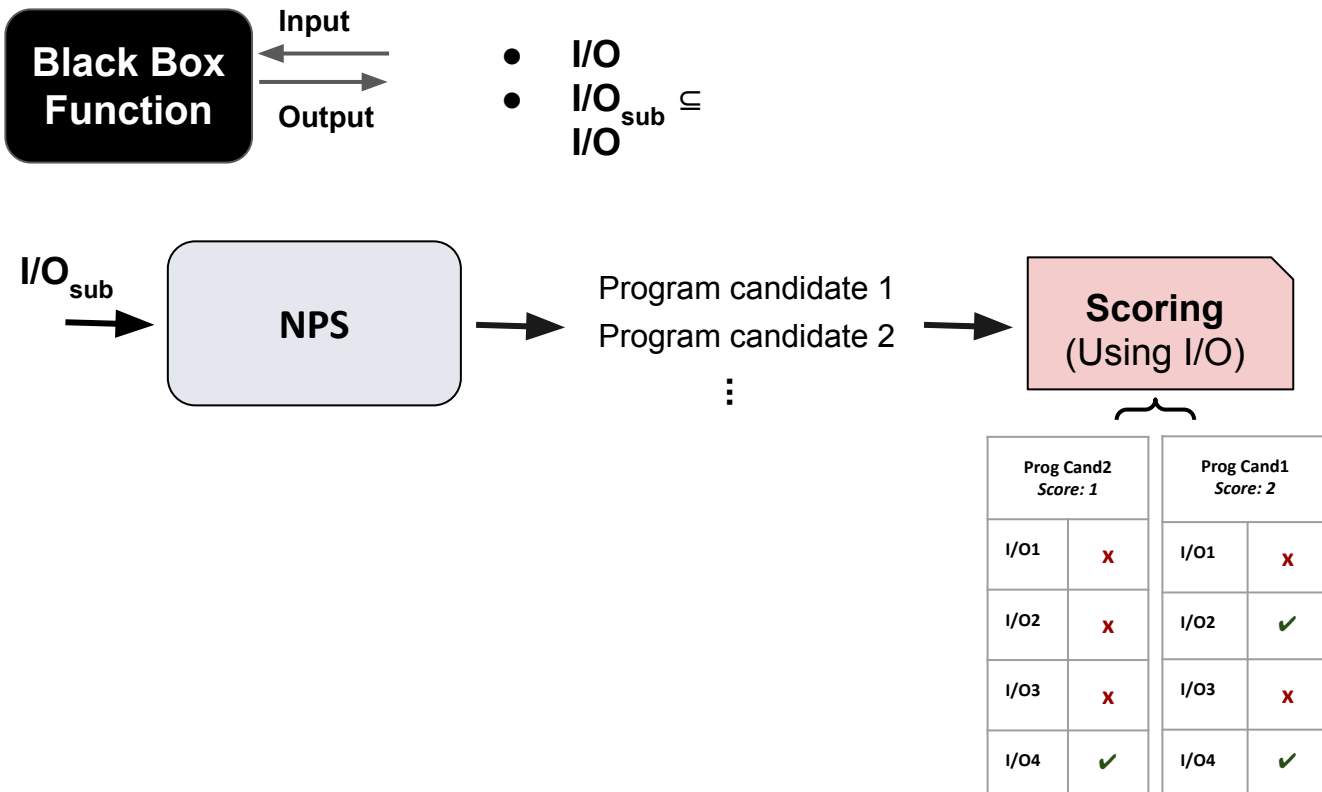 Black Box
Function
Input
Output
● I/O
● I/Osub ⊆
I/O
I/Osub
NPS
Program candidate 1
Program candidate 2
⋮
Scoring
(Using I/O)
Prog Cand2
Score: 1
I/O1 x
I/O2 x
I/O3 x
I/O4 ✔
Prog Cand1
Score: 2
I/O1 x
I/O2 ✔
I/O3 x
I/O4 ✔